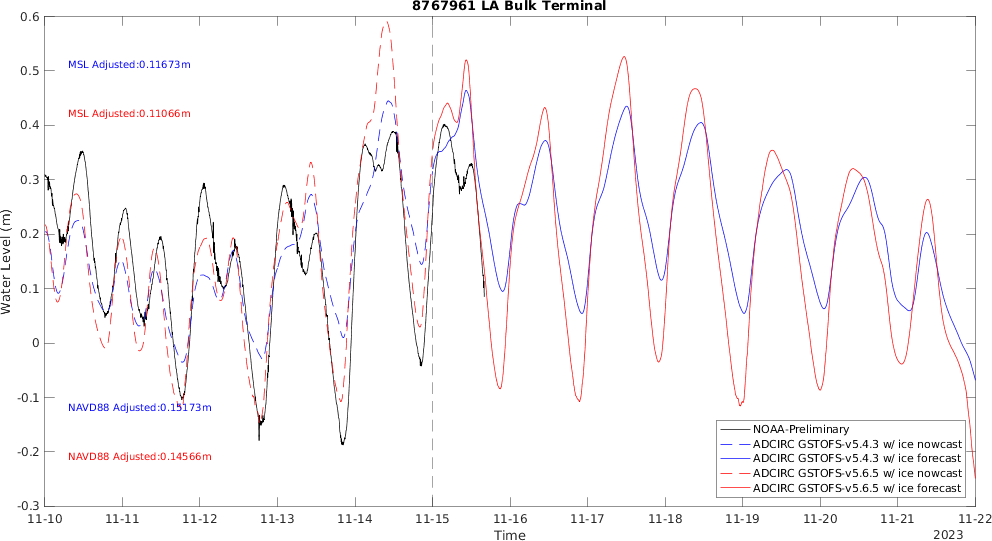 8767961 LA Bulk Terminal
0.6
0.5
0.4
0.3
0.2
0.1
0
-0.1
-0.2
-0.3
Water Level (m)
MSL Adjusted:0.11673m
MSL Adjusted:0.11066m
NAVD88 Adjusted:0.15173m
NAVD88 Adjusted:0.14566m
NOAA-Preliminary
ADCIRC GSTOFS-v5.4.3 w/ ice nowcast
ADCIRC GSTOFS-v5.4.3 w/ ice forecast
ADCIRC GSTOFS-v5.6.5 w/ ice nowcast
ADCIRC GSTOFS-v5.6.5 w/ ice forecast
11-10 11-11 11-12 11-13 11-14 11-15 11-16 11-17 11-18 11-19 11-20 11-21 11-22
Time
2023